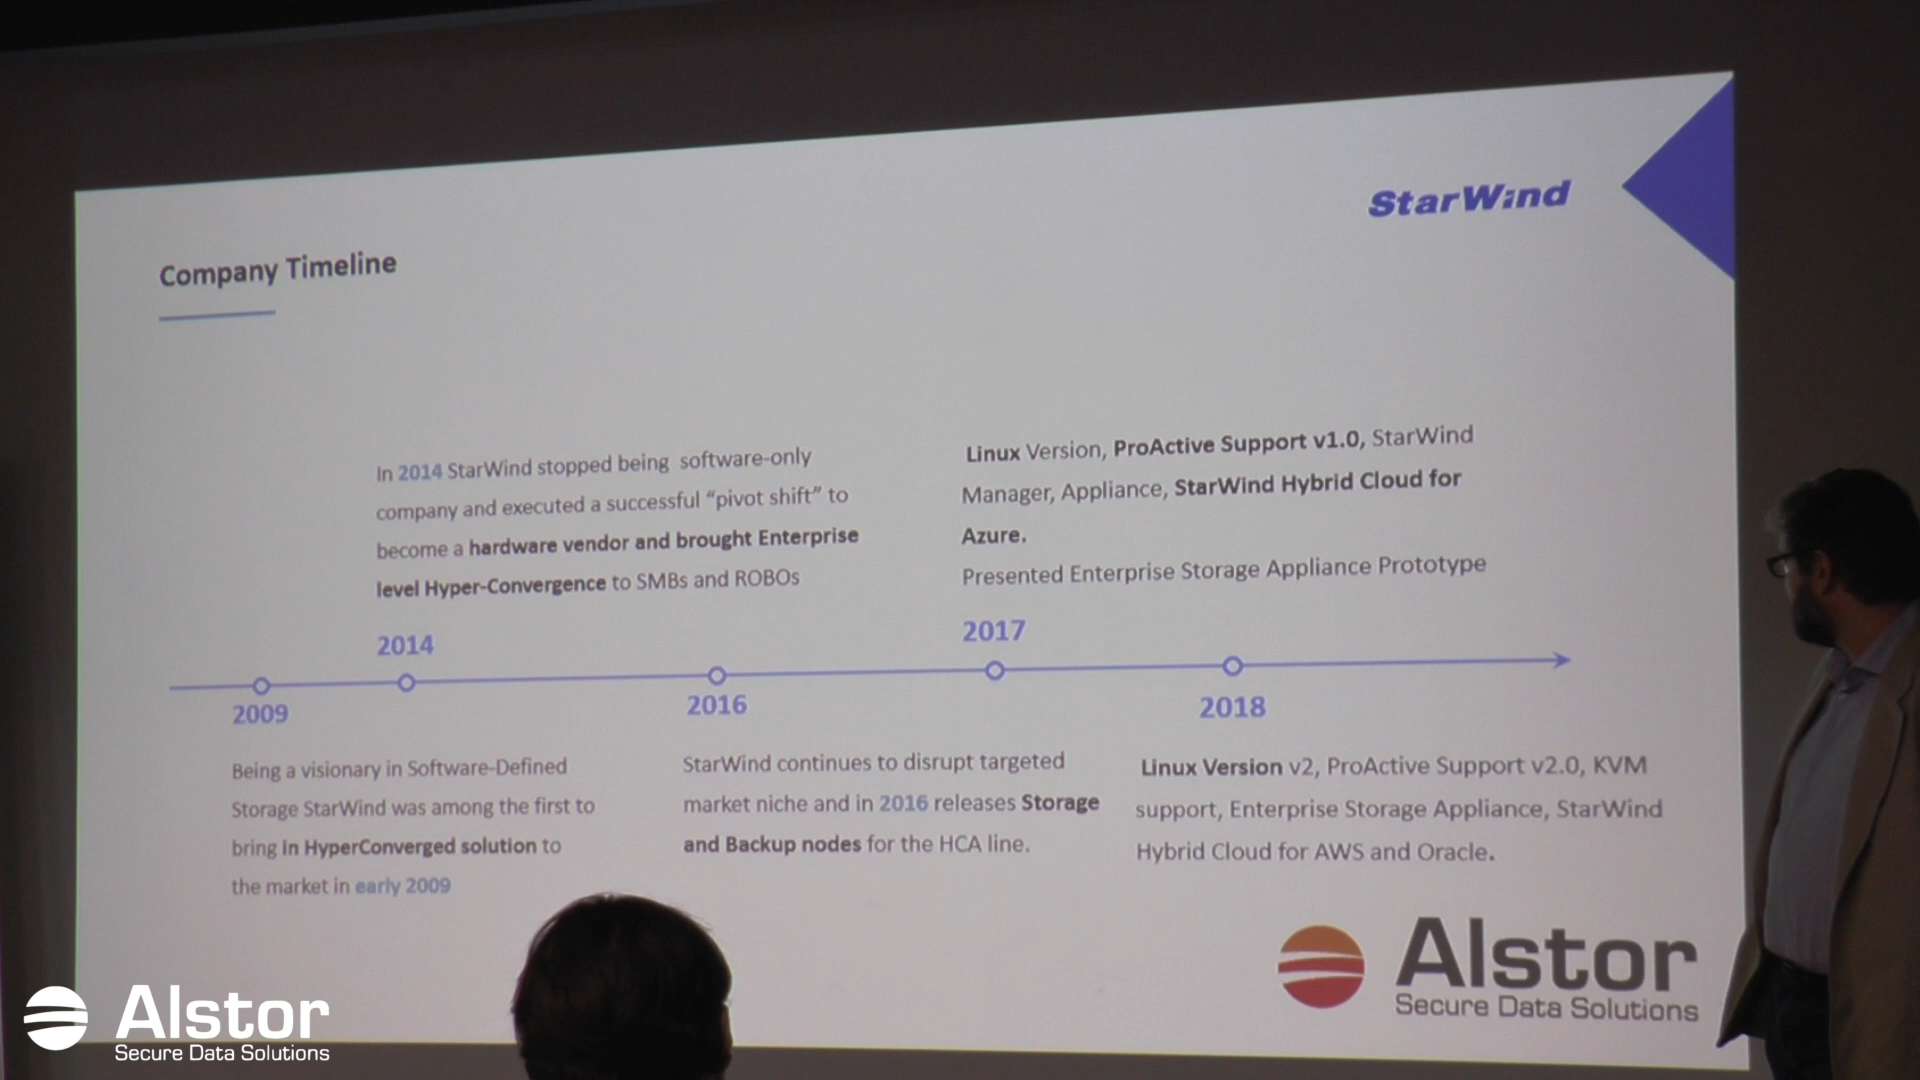 StarWind
Company Timeline
In 2014 StarWind stopped being software-only
company and executed a successful “pivot shift” to
become a hardware vendor and brought Enterprise
level Hyper-Convergence to SMBs and ROBOs
Linux Version, ProActive Support v1.0, StarWind
Manager, Appliance, StarWind Hybrid Cloud for
Azure.
Presented Enterprise Storage Appliance Prototype
2014
2017
2009
2016
2018
Being a visionary in Software-Defined
Storage StarWind was among the first to
bring in HyperConverged solution to
the market in early 2009
StarWind continues to disrupt targeted
market niche and in 2016 releases Storage
and Backup nodes for the HCA line.
Linux Version v2, ProActive Support v2.0, KVM
support, Enterprise Storage Appliance, StarWind
Hybrid Cloud for AWS and Oracle.
Alstor
Secure Data Solutions
Alstor
Secure Data Solutions